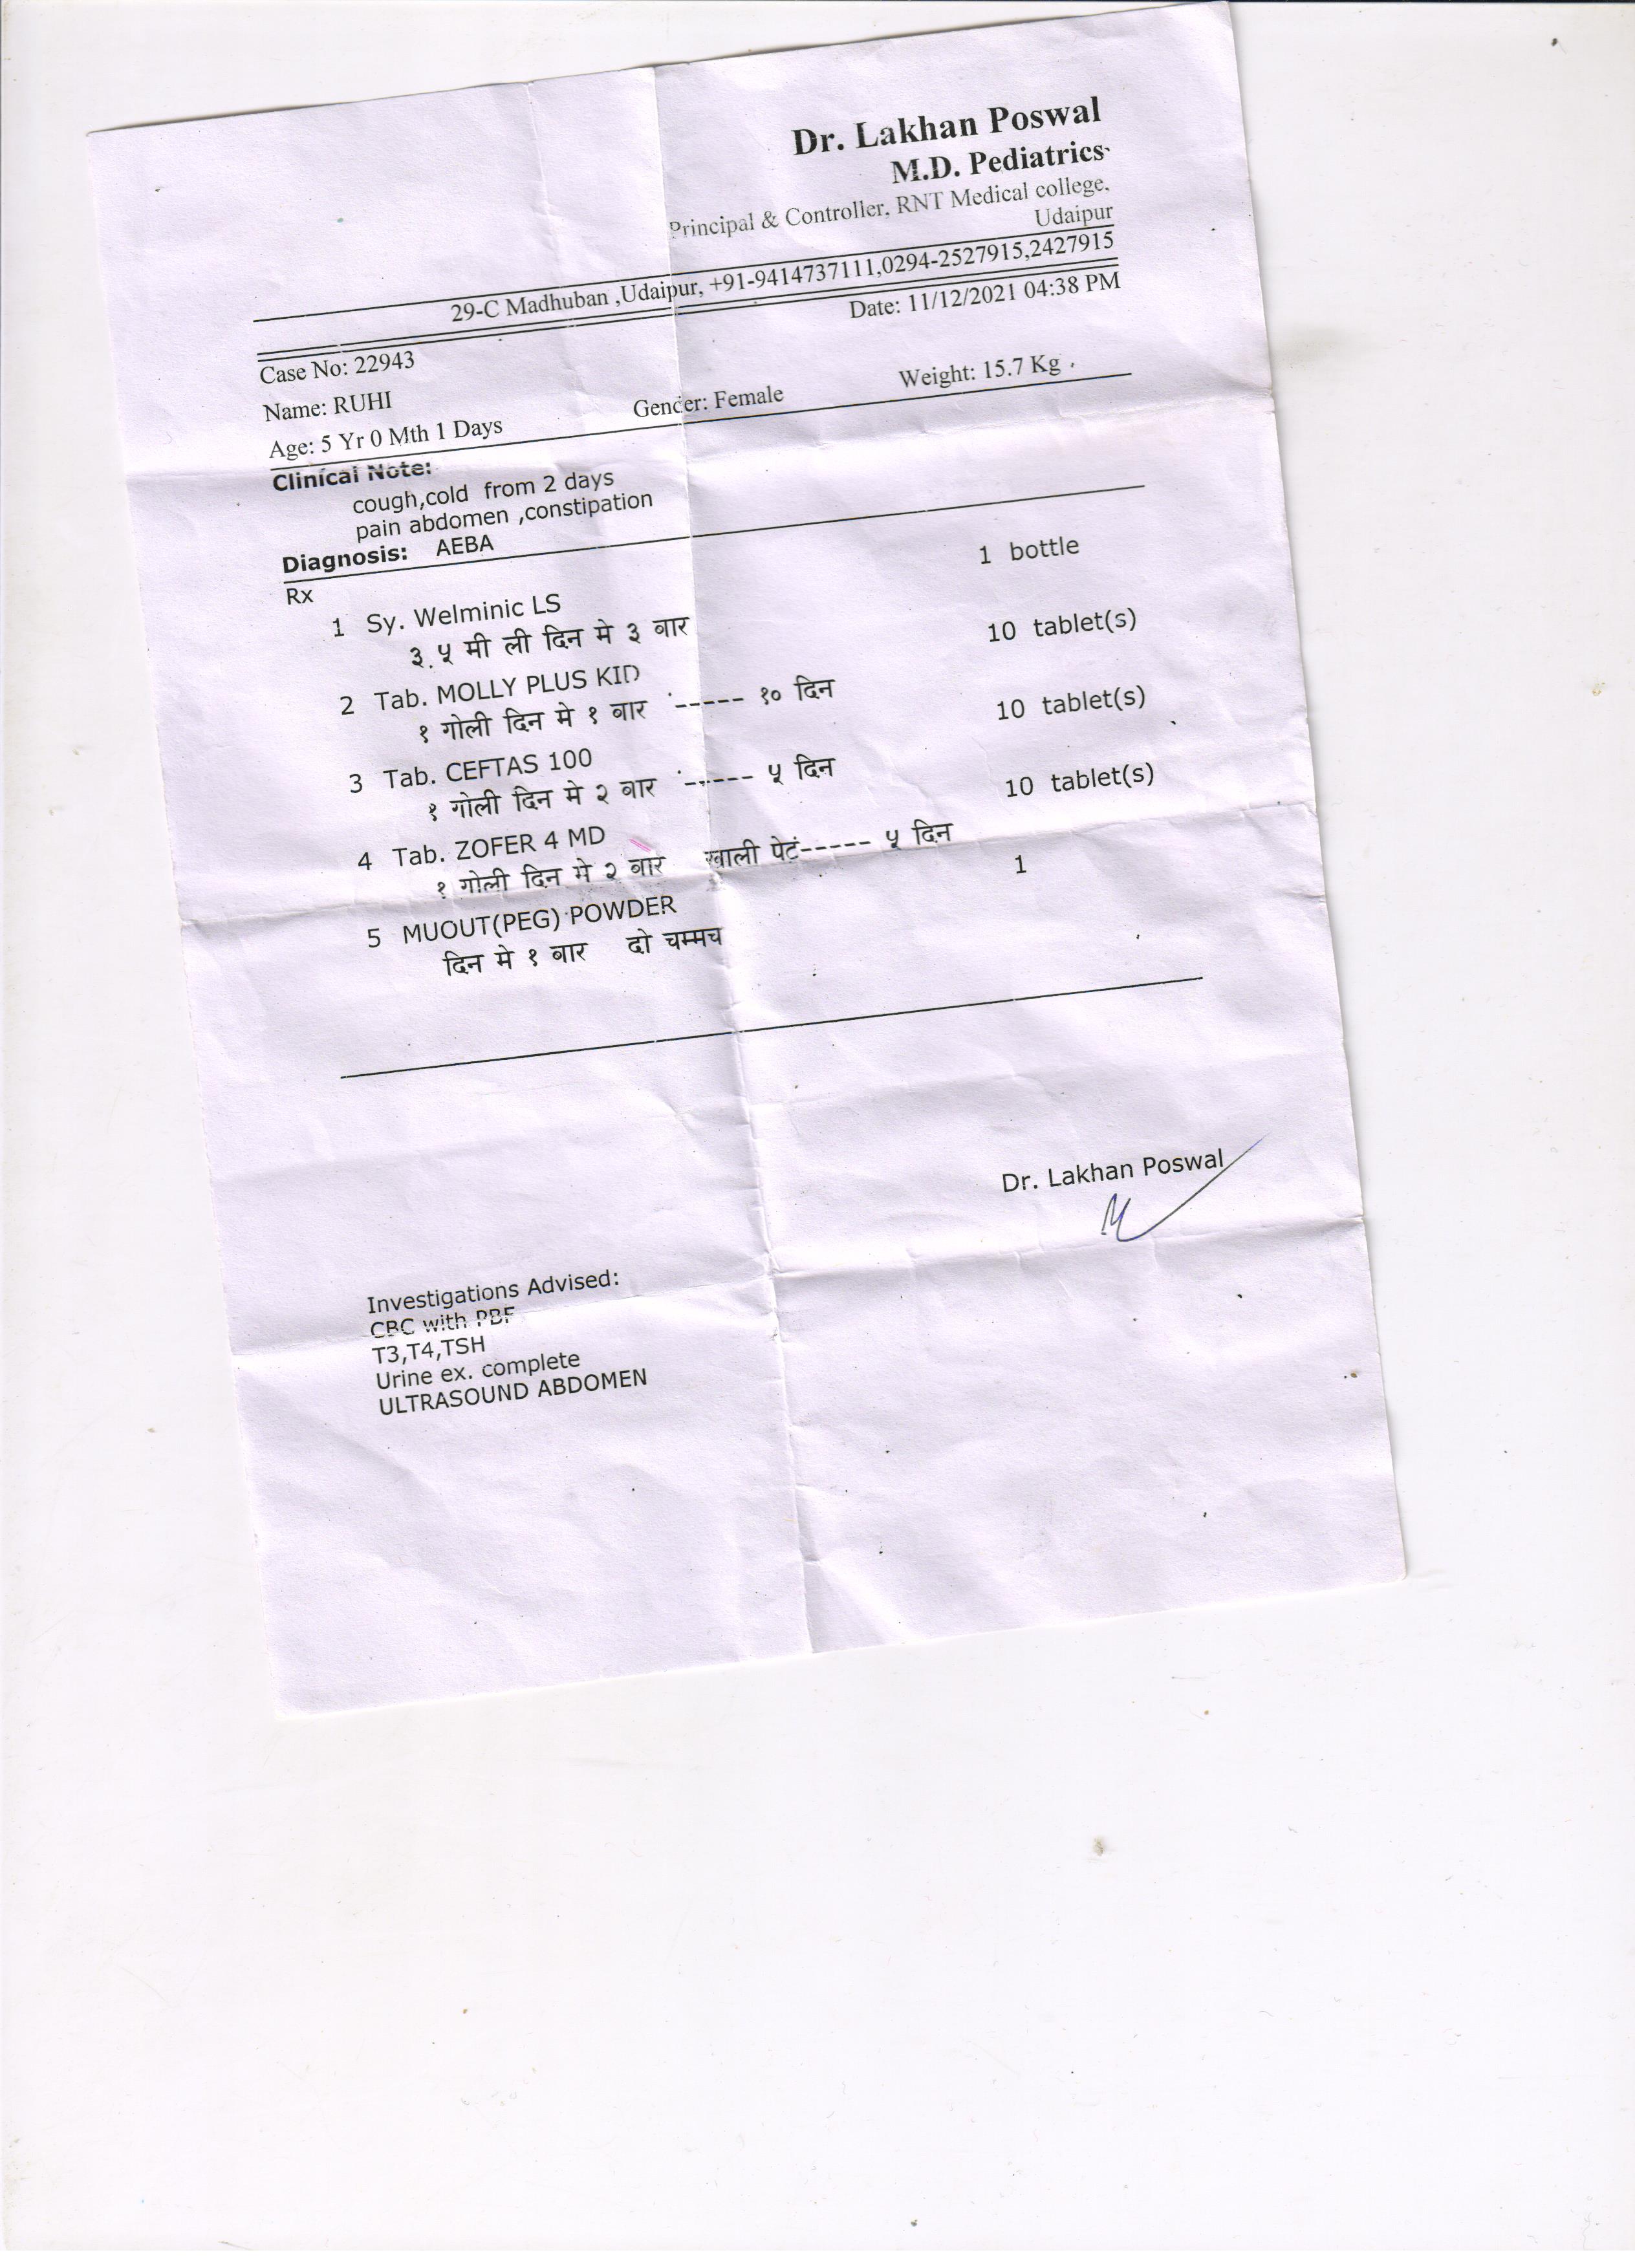 Dr. Lakhan Poswal
M.D. Pediatrics
Principal & Controller, RNT Medical college,
Udaipur
29-C Madhuban ,Udaipur, +91-9414737111,0294-2527915,2427915
Date: 11/12/2021 04:38 PM
Case No: 22943
Name: RUHI
Age: 5 Yr 0 Mth 1 Days Gender: Female Weight: 15.7 Kg
Clinical Note:
cough,cold from 2 days
pain abdomen ,constipation
Diagnosis: AEBA
Rx
1 Sy. Welminic LS 1 bottle
३.५ मी ली दिन मे ३ बार
2 Tab. MOLLY PLUS KID 10 tablet(s)
१ गोली दिन मे १ बार ----- १० दिन
3 Tab. CEFTAS 100 10 tablet(s)
१ गोली दिन मे २ बार ----- ५ दिन
4 Tab. ZOFER 4 MD 10 tablet(s)
१ गोली दिन मे २ बार खाली पेटं----- ५ दिन
5 MUOUT(PEG) POWDER 1
दिन मे १ बार दो चम्मच
Dr. Lakhan Poswal
Investigations Advised:
CBC with PBF
T3,T4,TSH
Urine ex. complete
ULTRASOUND ABDOMEN